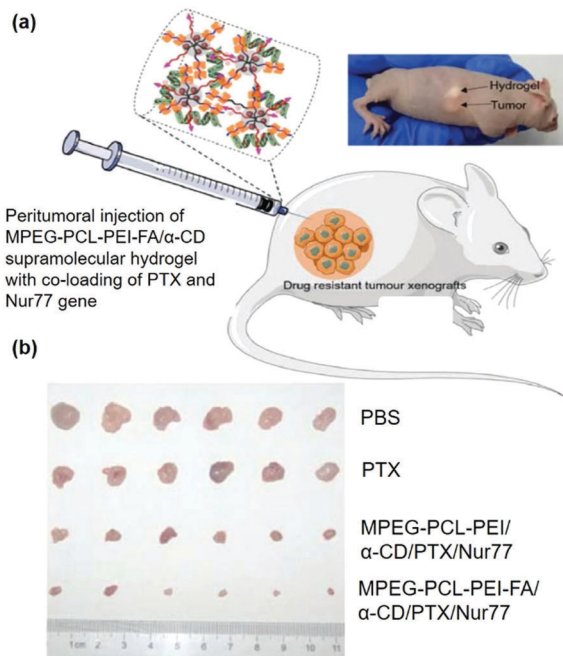 (a)
Hydrogel
Tumor
Peritumoral injection of
MPEG-PCL-PEI-FA/α-CD
supramolecular hydrogel
with co-loading of PTX and
Nur77 gene
Drug resistant tumour xenografts
(b)
PBS
PTX
MPEG-PCL-PEI/
α-CD/PTX/Nur77
MPEG-PCL-PEI-FA/
α-CD/PTX/Nur77
1cm 2 3 4 5 6 7 8 9 10 11